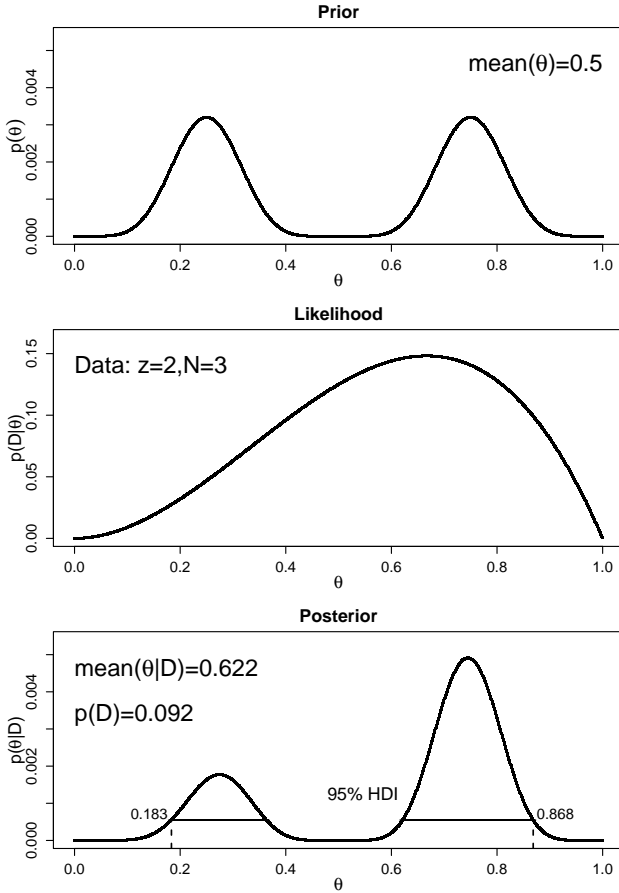 Prior
mean(θ)=0.5
p(θ)
0.000 0.002 0.004
0.0 0.2 0.4 0.6 0.8 1.0
θ
Likelihood
Data: z=2,N=3
p(D|θ)
0.00 0.05 0.10 0.15
0.0 0.2 0.4 0.6 0.8 1.0
θ
Posterior
mean(θ|D)=0.622
p(D)=0.092
p(θ|D)
0.000 0.002 0.004
95% HDI
0.183 0.868
0.0 0.2 0.4 0.6 0.8 1.0
θ